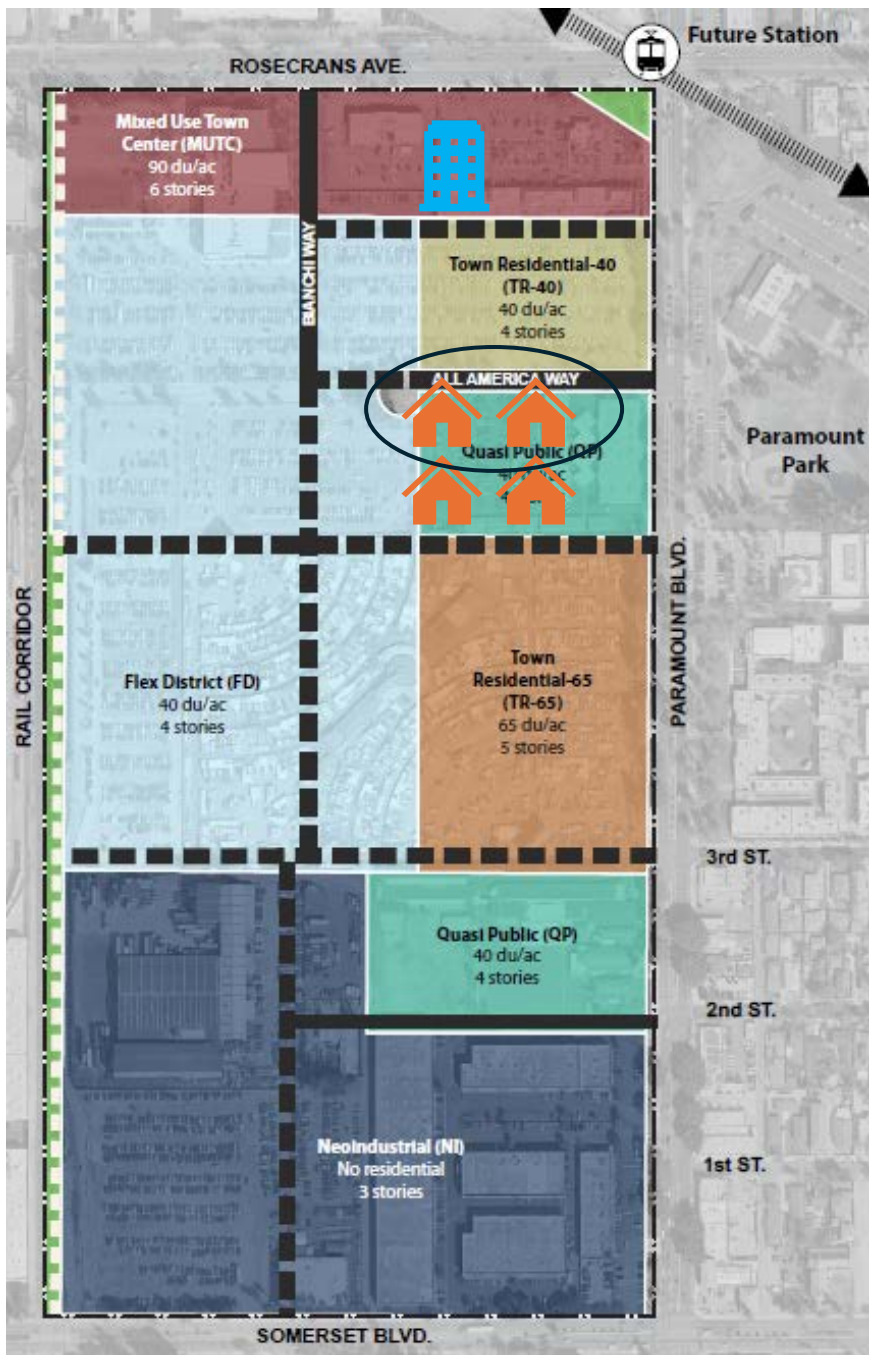 Future Station
ROSECRANS AVE.
Mixed Use Town
Center (MUTC)
90 du/ac
6 stories
BIANCHI WAY
Town Residential-40
(TR-40)
40 du/ac
4 stories
ALL AMERICA WAY
Quasi Public (QP)
Paramount
Park
RAIL CORRIDOR
PARAMOUNT BLVD.
Flex District (FD)
40 du/ac
4 stories
Town
Residential-65
(TR-65)
65 du/ac
5 stories
3rd ST.
Quasi Public (QP)
40 du/ac
4 stories
2nd ST.
Neoindustrial (NI)
No residential
3 stories
1st ST.
SOMERSET BLVD.